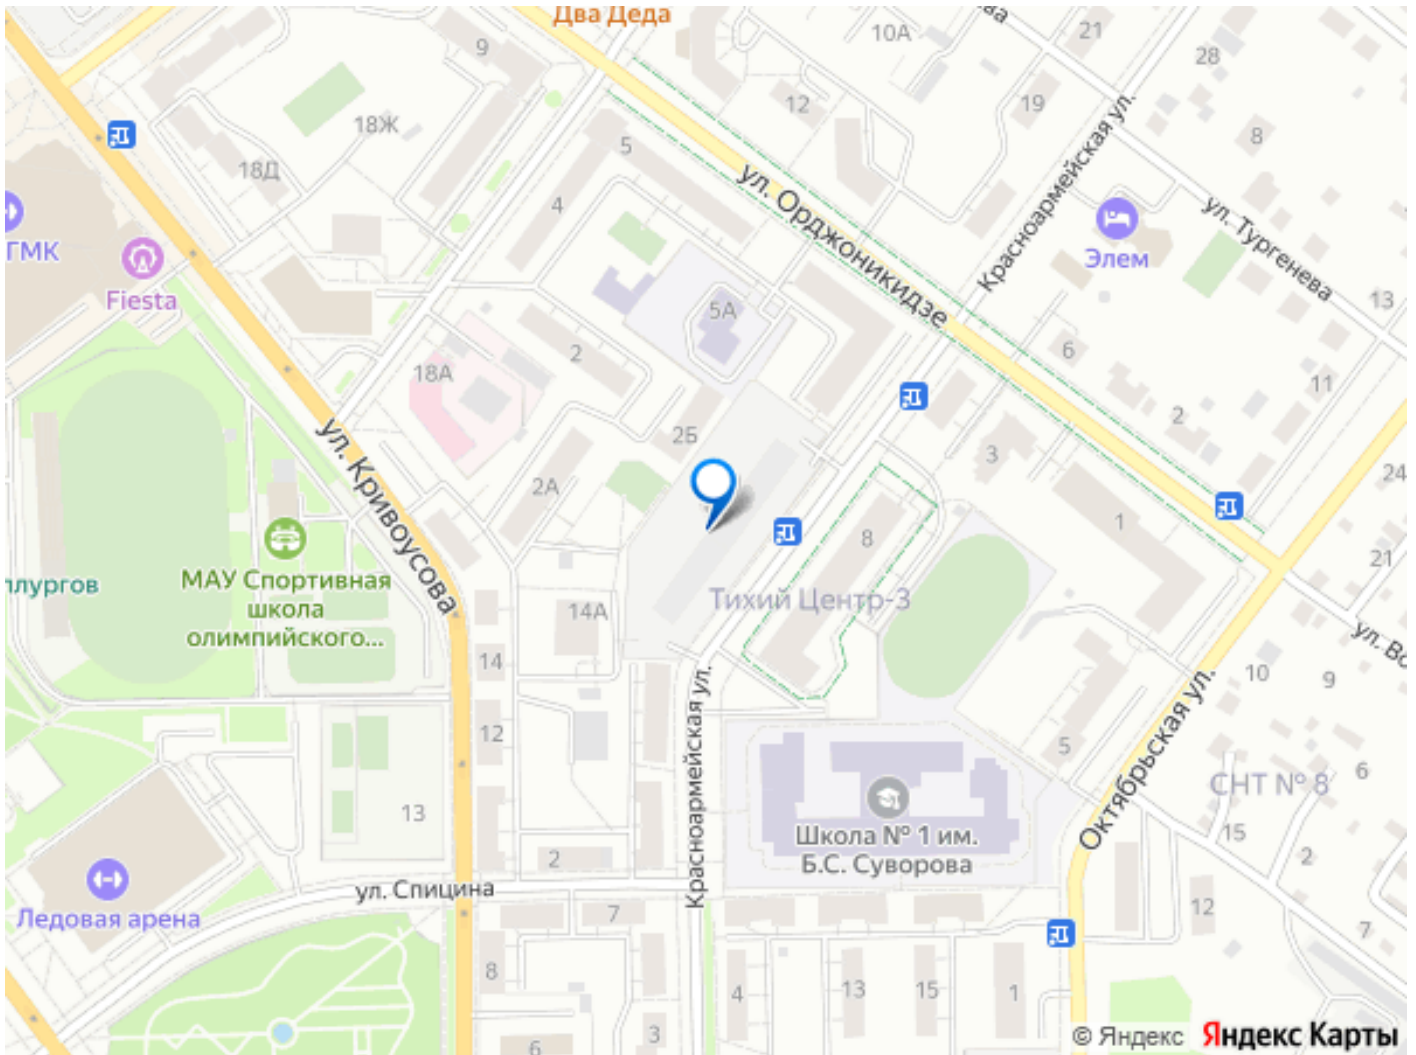 Два Деда
ва
21
10А
28
9
12
19
18Ж
Красноармейская ул.
8
5
18Д
ул. Орджоникидзе
4
ул. Тургенева
ГМК
Элем
Fiesta
5А
13
2
6
18А
11
2
2Б
3
24
ул. Кривоусова
2А
1
8
21
МАУ Спортивная
школа
олимпийского...
ллургов
Тихий Центр-3
14А
ул. Во
14
10
9
Красноармейская ул.
12
5
Октябрьская ул.
6
СНТ № 8
13
15
Школа № 1 им.
Б.С. Суворова
2
2
ул. Спицина
Ледовая арена
7
12
7
8
4
13
15
1
3
6
© Яндекс Яндекс Карты